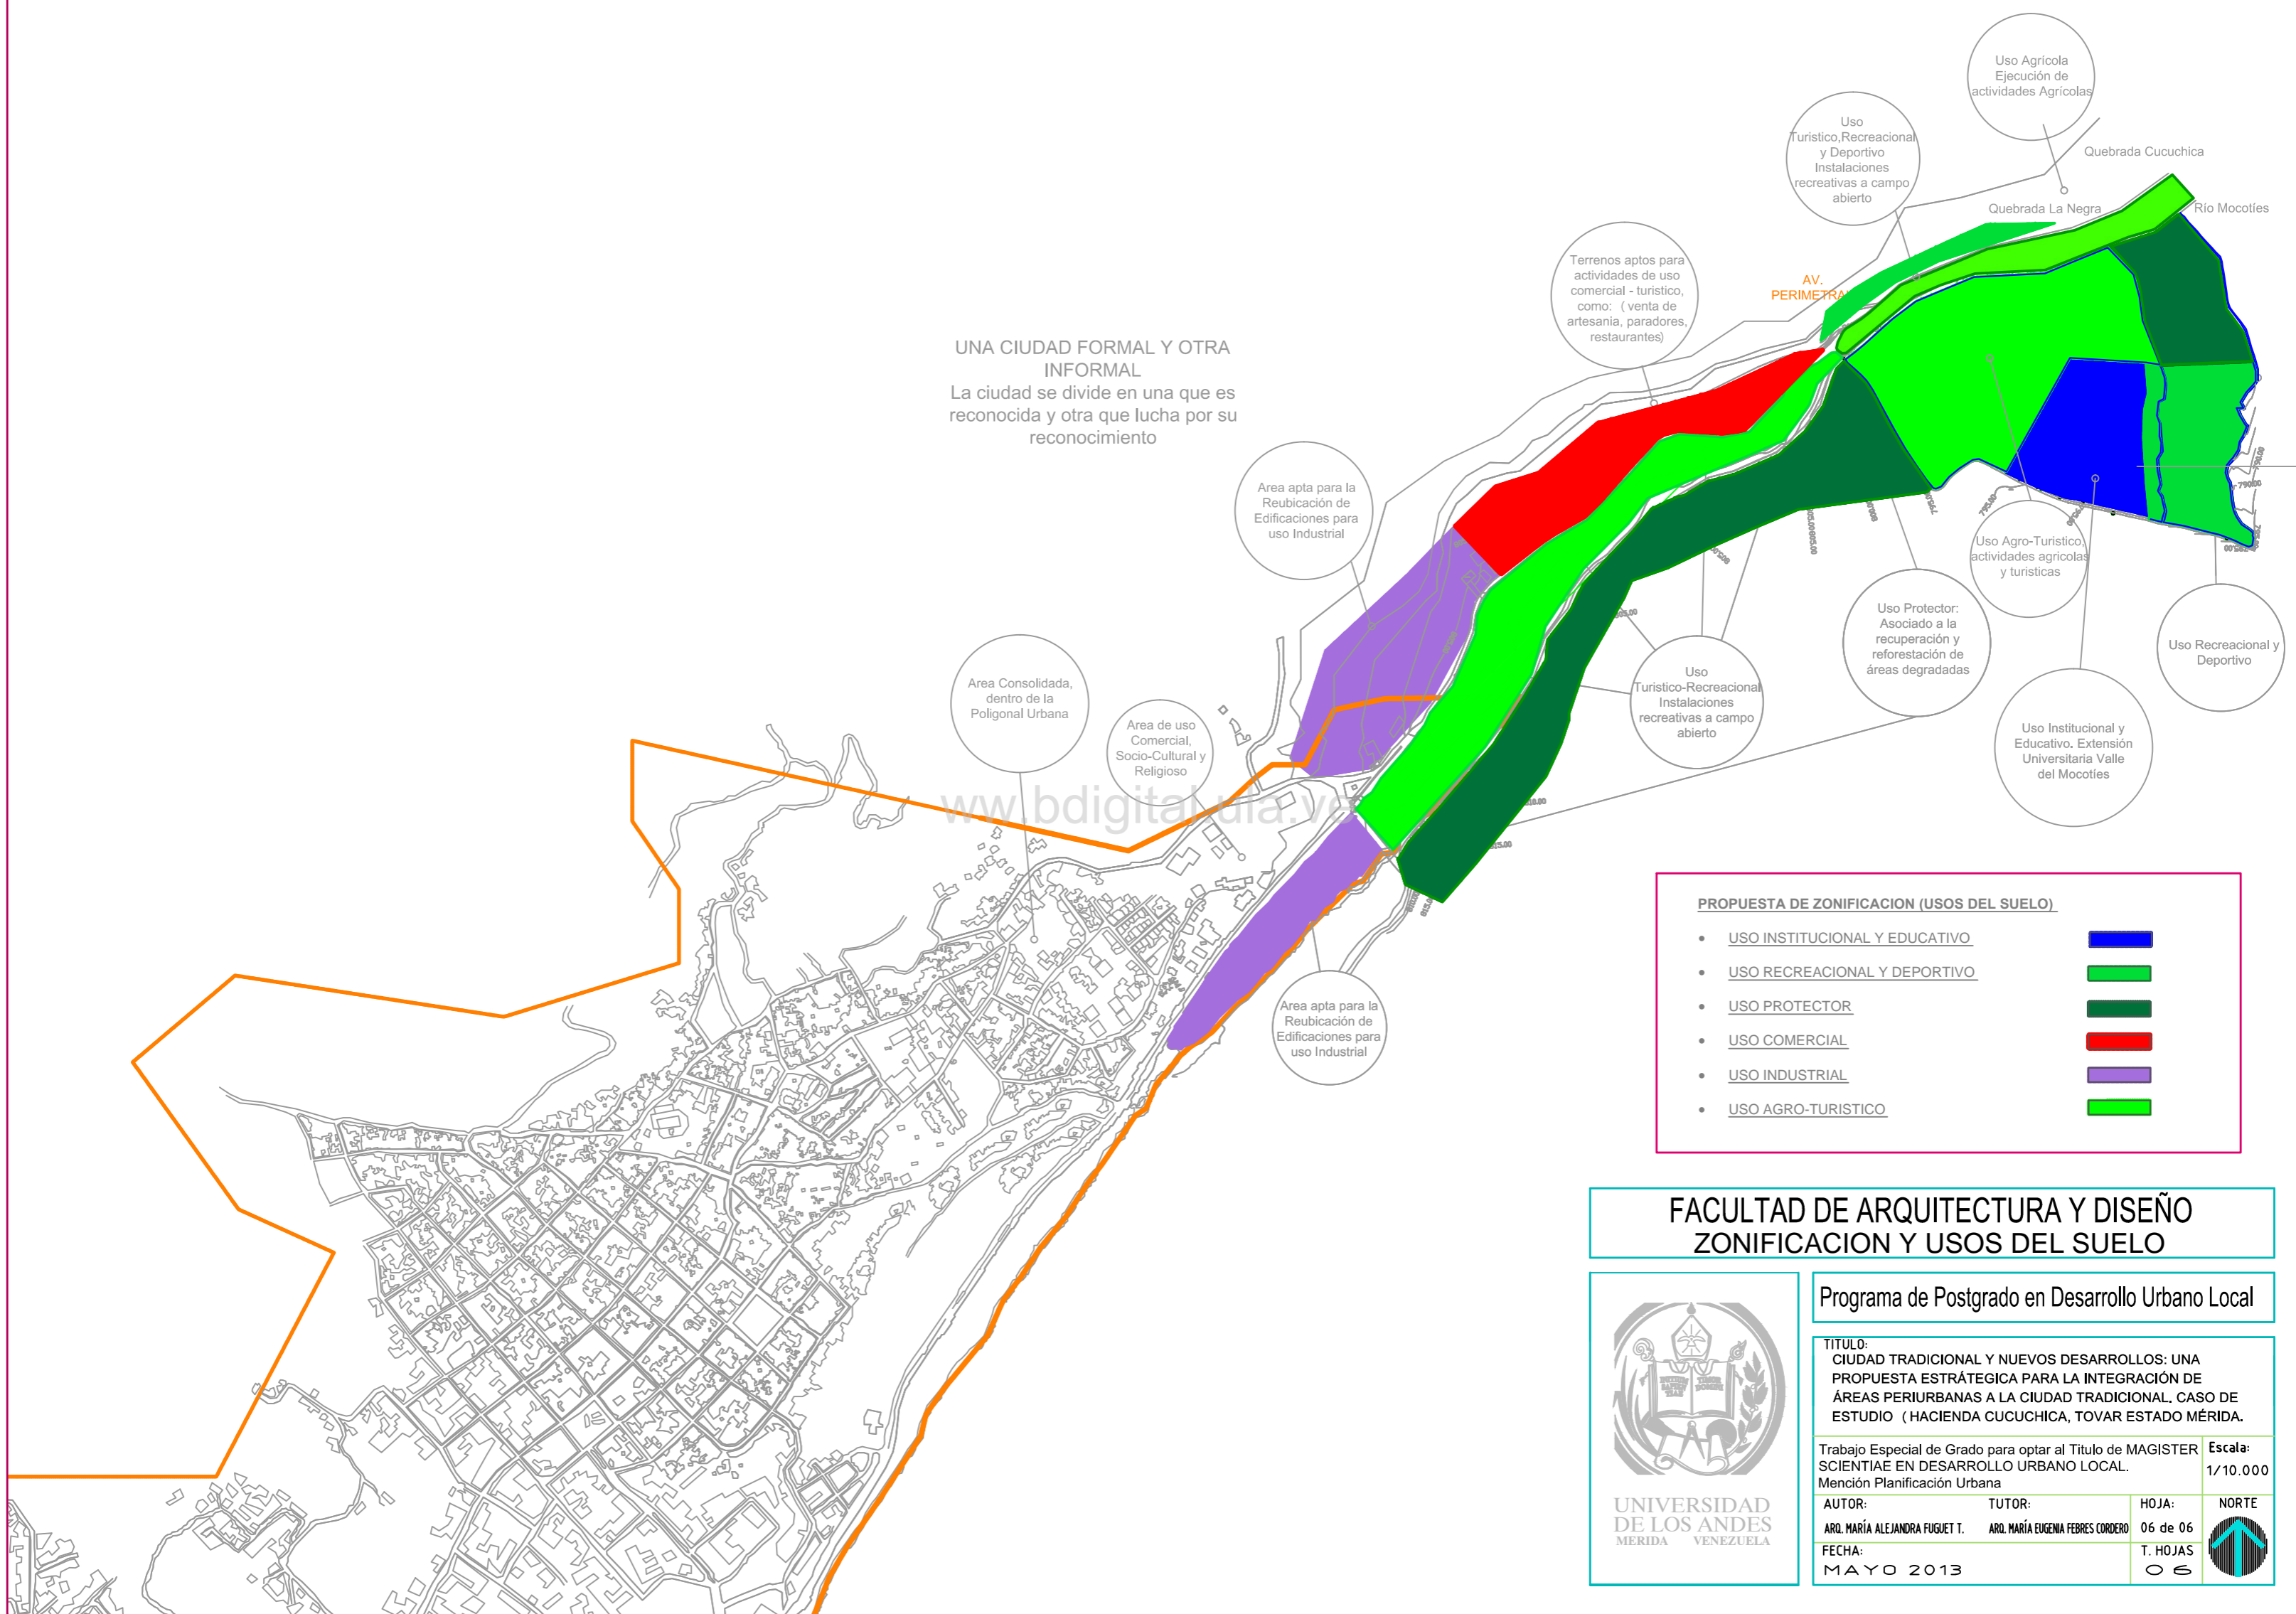 Uso Agrícola
Ejecución de
actividades Agrícolas
Uso
Turistico,Recreacional
y Deportivo
Instalaciones
recreativas a campo
abierto
Quebrada Cucuchica
Quebrada La Negra
Río Mocotíes
Terrenos aptos para
actividades de uso
comercial - turistico,
como: ( venta de
artesania, paradores,
restaurantes)
AV.
PERIMETRA
UNA CIUDAD FORMAL Y OTRA
INFORMAL
La ciudad se divide en una que es
reconocida y otra que lucha por su
reconocimiento
Area apta para la
Reubicación de
Edificaciones para
uso Industrial
Uso Agro-Turistico,
actividades agricolas
y turisticas
Uso Protector:
Asociado a la
recuperación y
reforestación de
áreas degradadas
Uso Recreacional y
Deportivo
Uso
Turistico-Recreacional
Instalaciones
recreativas a campo
abierto
Area Consolidada,
dentro de la
Poligonal Urbana
Area de uso
Comercial,
Socio-Cultural y
Religioso
Uso Institucional y
Educativo. Extensión
Universitaria Valle
del Mocoties
ww.bdigital.ula.ve
Area apta para la
Reubicación de
Edificaciones para
uso Industrial
PROPUESTA DE ZONIFICACION (USOS DEL SUELO)
• USO INSTITUCIONAL Y EDUCATIVO
• USO RECREACIONAL Y DEPORTIVO
• USO PROTECTOR
• USO COMERCIAL
• USO INDUSTRIAL
• USO AGRO-TURISTICO
FACULTAD DE ARQUITECTURA Y DISEÑO
ZONIFICACION Y USOS DEL SUELO
Programa de Postgrado en Desarrollo Urbano Local
TITULO:
CIUDAD TRADICIONAL Y NUEVOS DESARROLLOS: UNA
PROPUESTA ESTRÁTEGICA PARA LA INTEGRACIÓN DE
ÁREAS PERIURBANAS A LA CIUDAD TRADICIONAL. CASO DE
ESTUDIO ( HACIENDA CUCUCHICA, TOVAR ESTADO MÉRIDA.
Trabajo Especial de Grado para optar al Titulo de MAGISTER
SCIENTIAE EN DESARROLLO URBANO LOCAL.
Mención Planificación Urbana
Escala:
1/10.000
AUTOR:
ARQ. MARÍA ALEJANDRA FUGUET T.
TUTOR:
ARQ. MARÍA EUGENIA FEBRES CORDERO
HOJA:
06 de 06
NORTE
FECHA:
MAYO 2013
T. HOJAS
06
INITIUM
SAPIEN
TIAE
TIMOR
DOMINI
UNIVERSIDAD
DE LOS ANDES
MERIDA VENEZUELA